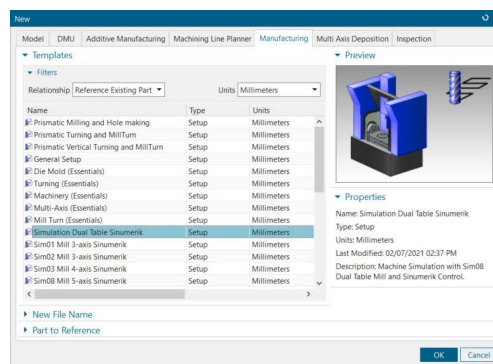 New
Model DMU Additive Manufacturing Machining Line Planner Manufacturing Multi Axis Deposition Inspection
Templates
Filters
Relationship Reference Existing Part Units Millimeters
Name Type Units
Prismatic Milling and Hole making Setup Millimeters
Prismatic Turning and MillTurn Setup Millimeters
Prismatic Vertical Turning and MillTurn Setup Millimeters
General Setup Setup Millimeters
Die Mold (Essentials) Setup Millimeters
Turning (Essentials) Setup Millimeters
Machinery (Essentials) Setup Millimeters
Multi-Axis (Essentials) Setup Millimeters
Mill Turn (Essentials) Setup Millimeters
Simulation Dual Table Sinumerik Setup Millimeters
Sim01 Mill 3-axis Sinumerik Setup Millimeters
Sim02 Mill 3-axis Sinumerik Setup Millimeters
Sim03 Mill 4-axis Sinumerik Setup Millimeters
Sim08 Mill 5-axis Sinumerik Setup Millimeters
New File Name
Part to Reference
Preview
Properties
Name: Simulation Dual Table Sinumerik
Type: Setup
Units: Millimeters
Last Modified: 02/07/2021 02:37 PM
Description: Machine Simulation with Sim08
Dual Table Mill and Sinumerik Control.
OK Cancel